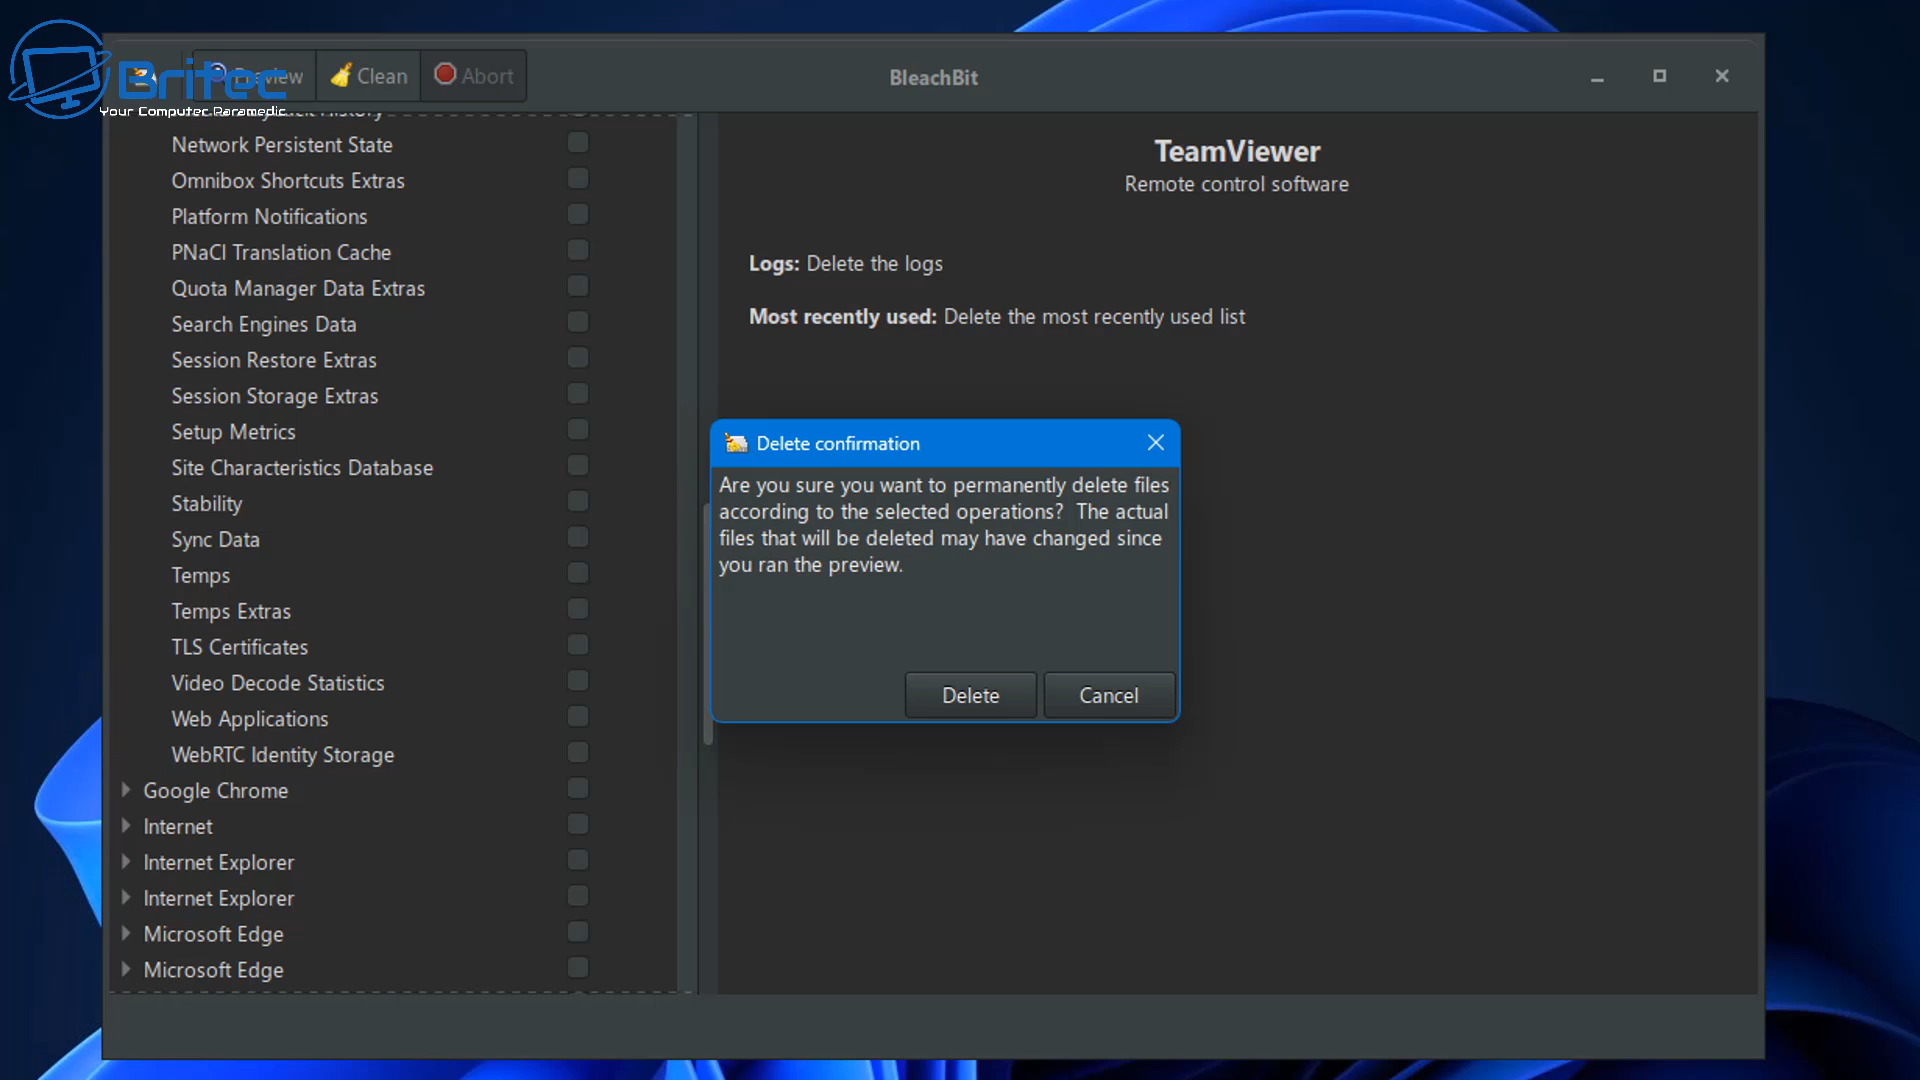 Britec
Your Computer Paramedic
Preview
Clean
Abort
BleachBit
History
Network Persistent State
Omnibox Shortcuts Extras
Platform Notifications
PNaCl Translation Cache
Quota Manager Data Extras
Search Engines Data
Session Restore Extras
Session Storage Extras
Setup Metrics
Site Characteristics Database
Stability
Sync Data
Temps
Temps Extras
TLS Certificates
Video Decode Statistics
Web Applications
WebRTC Identity Storage
Google Chrome
Internet
Internet Explorer
Internet Explorer
Microsoft Edge
Microsoft Edge
TeamViewer
Remote control software
Logs: Delete the logs
Most recently used: Delete the most recently used list
Delete confirmation
Are you sure you want to permanently delete files
according to the selected operations? The actual
files that will be deleted may have changed since
you ran the preview.
Delete
Cancel